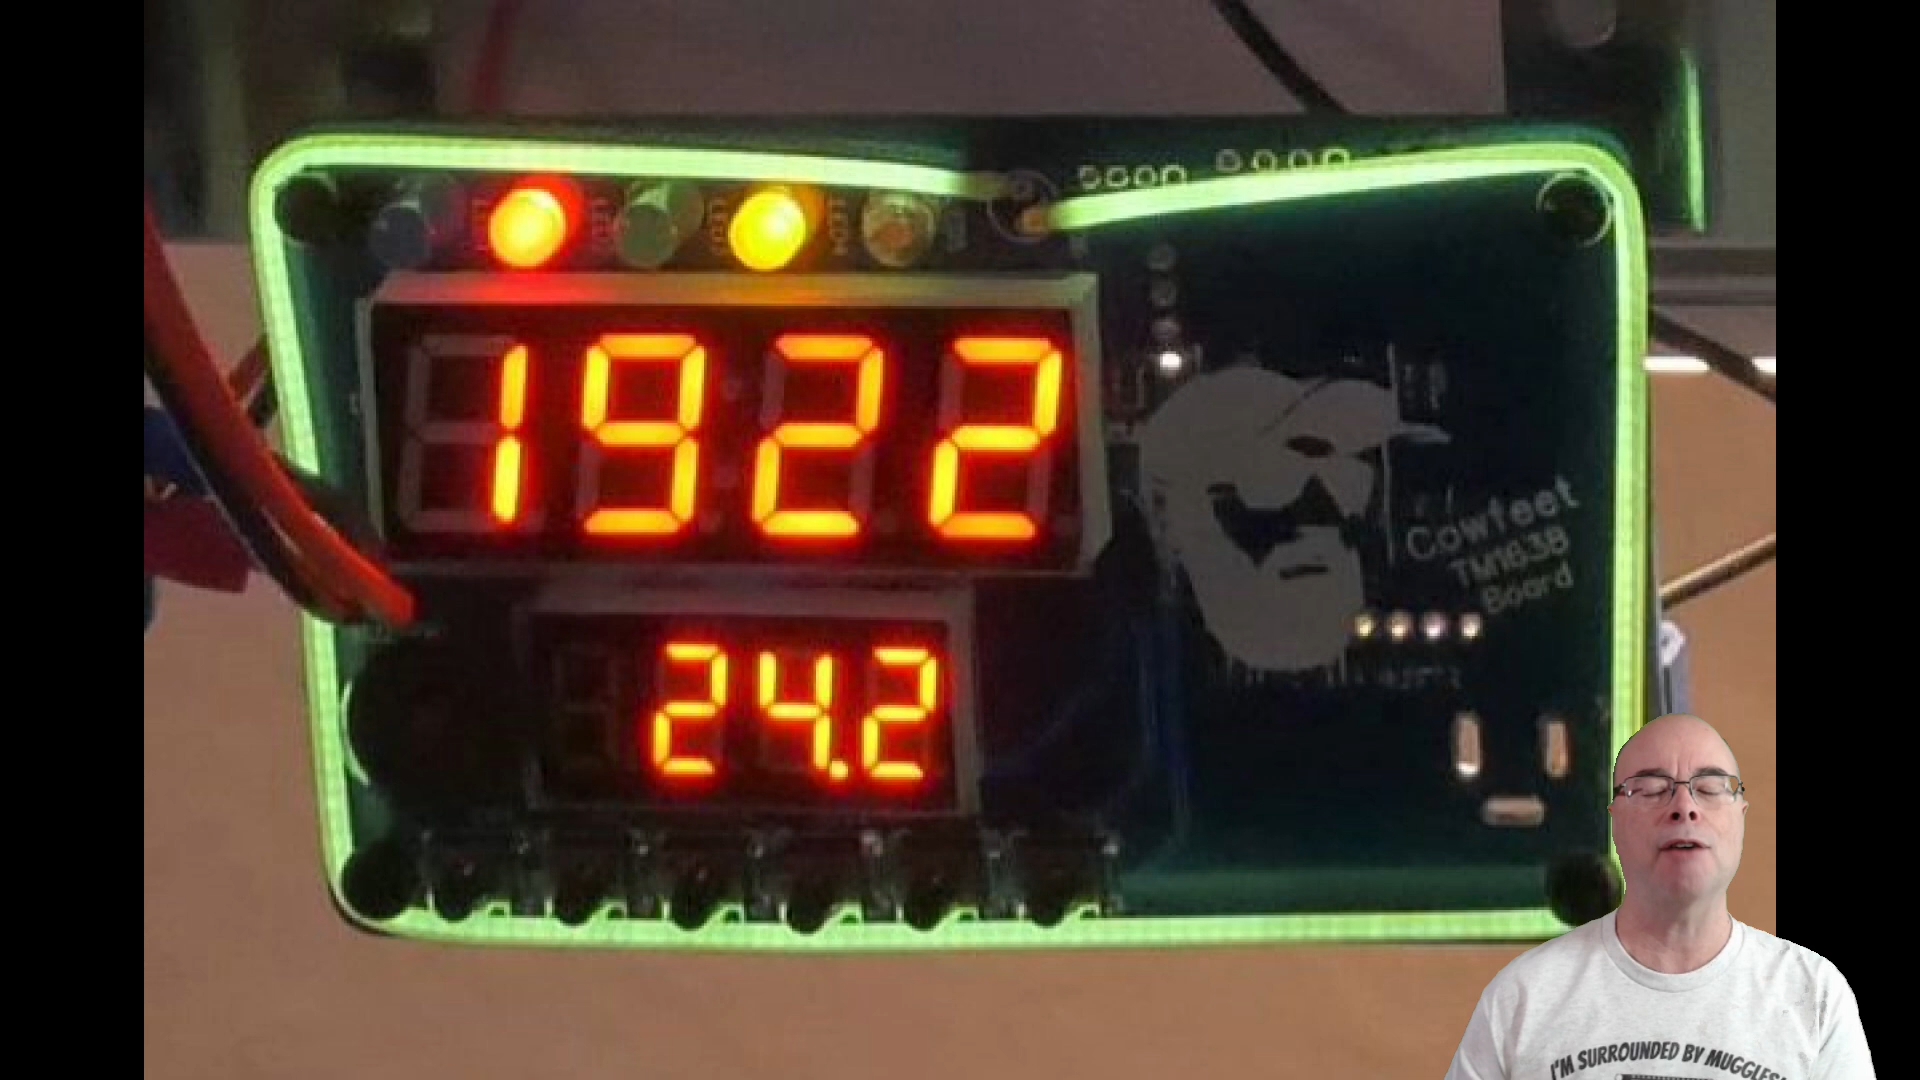 1922
24.2
Cowfeet
TM1638
Board
I'M SURROUNDED BY MUGGLES!